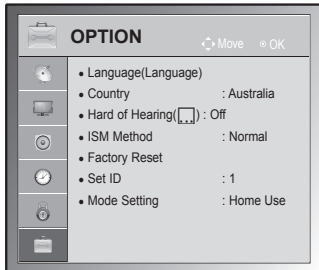 OPTION
Move OK
• Language(Language)
• Country : Australia
• Hard of Hearing( ) : Off
• ISM Method : Normal
• Factory Reset
• Set ID : 1
• Mode Setting : Home Use